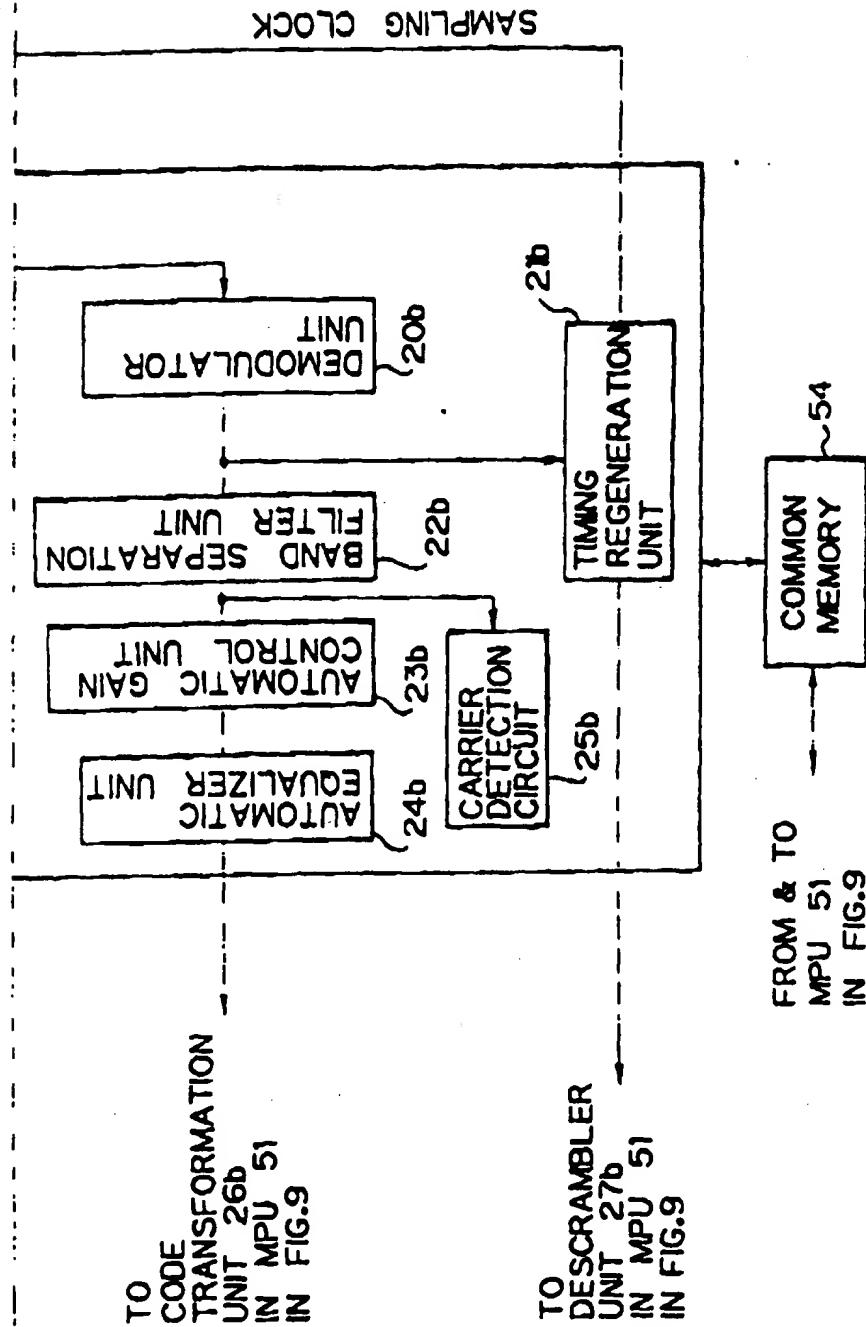 SAMPLING CLOCK
DEMODULATOR
UNIT
20b
BAND SEPARATION
FILTER UNIT
22b
AUTOMATIC GAIN
CONTROL UNIT
23b
AUTOMATIC
EQUALIZER UNIT
24b
CARRIER
DETECTION
CIRCUIT
25b
TIMING
REGENERATION
UNIT
21b
COMMON
MEMORY
54
TO
CODE
TRANSFORMATION
UNIT 26b
IN MPU 51
IN FIG.9
TO
DESCRAMBLER
UNIT 27b
IN MPU 51
IN FIG.9
FROM & TO
MPU 51
IN FIG.9